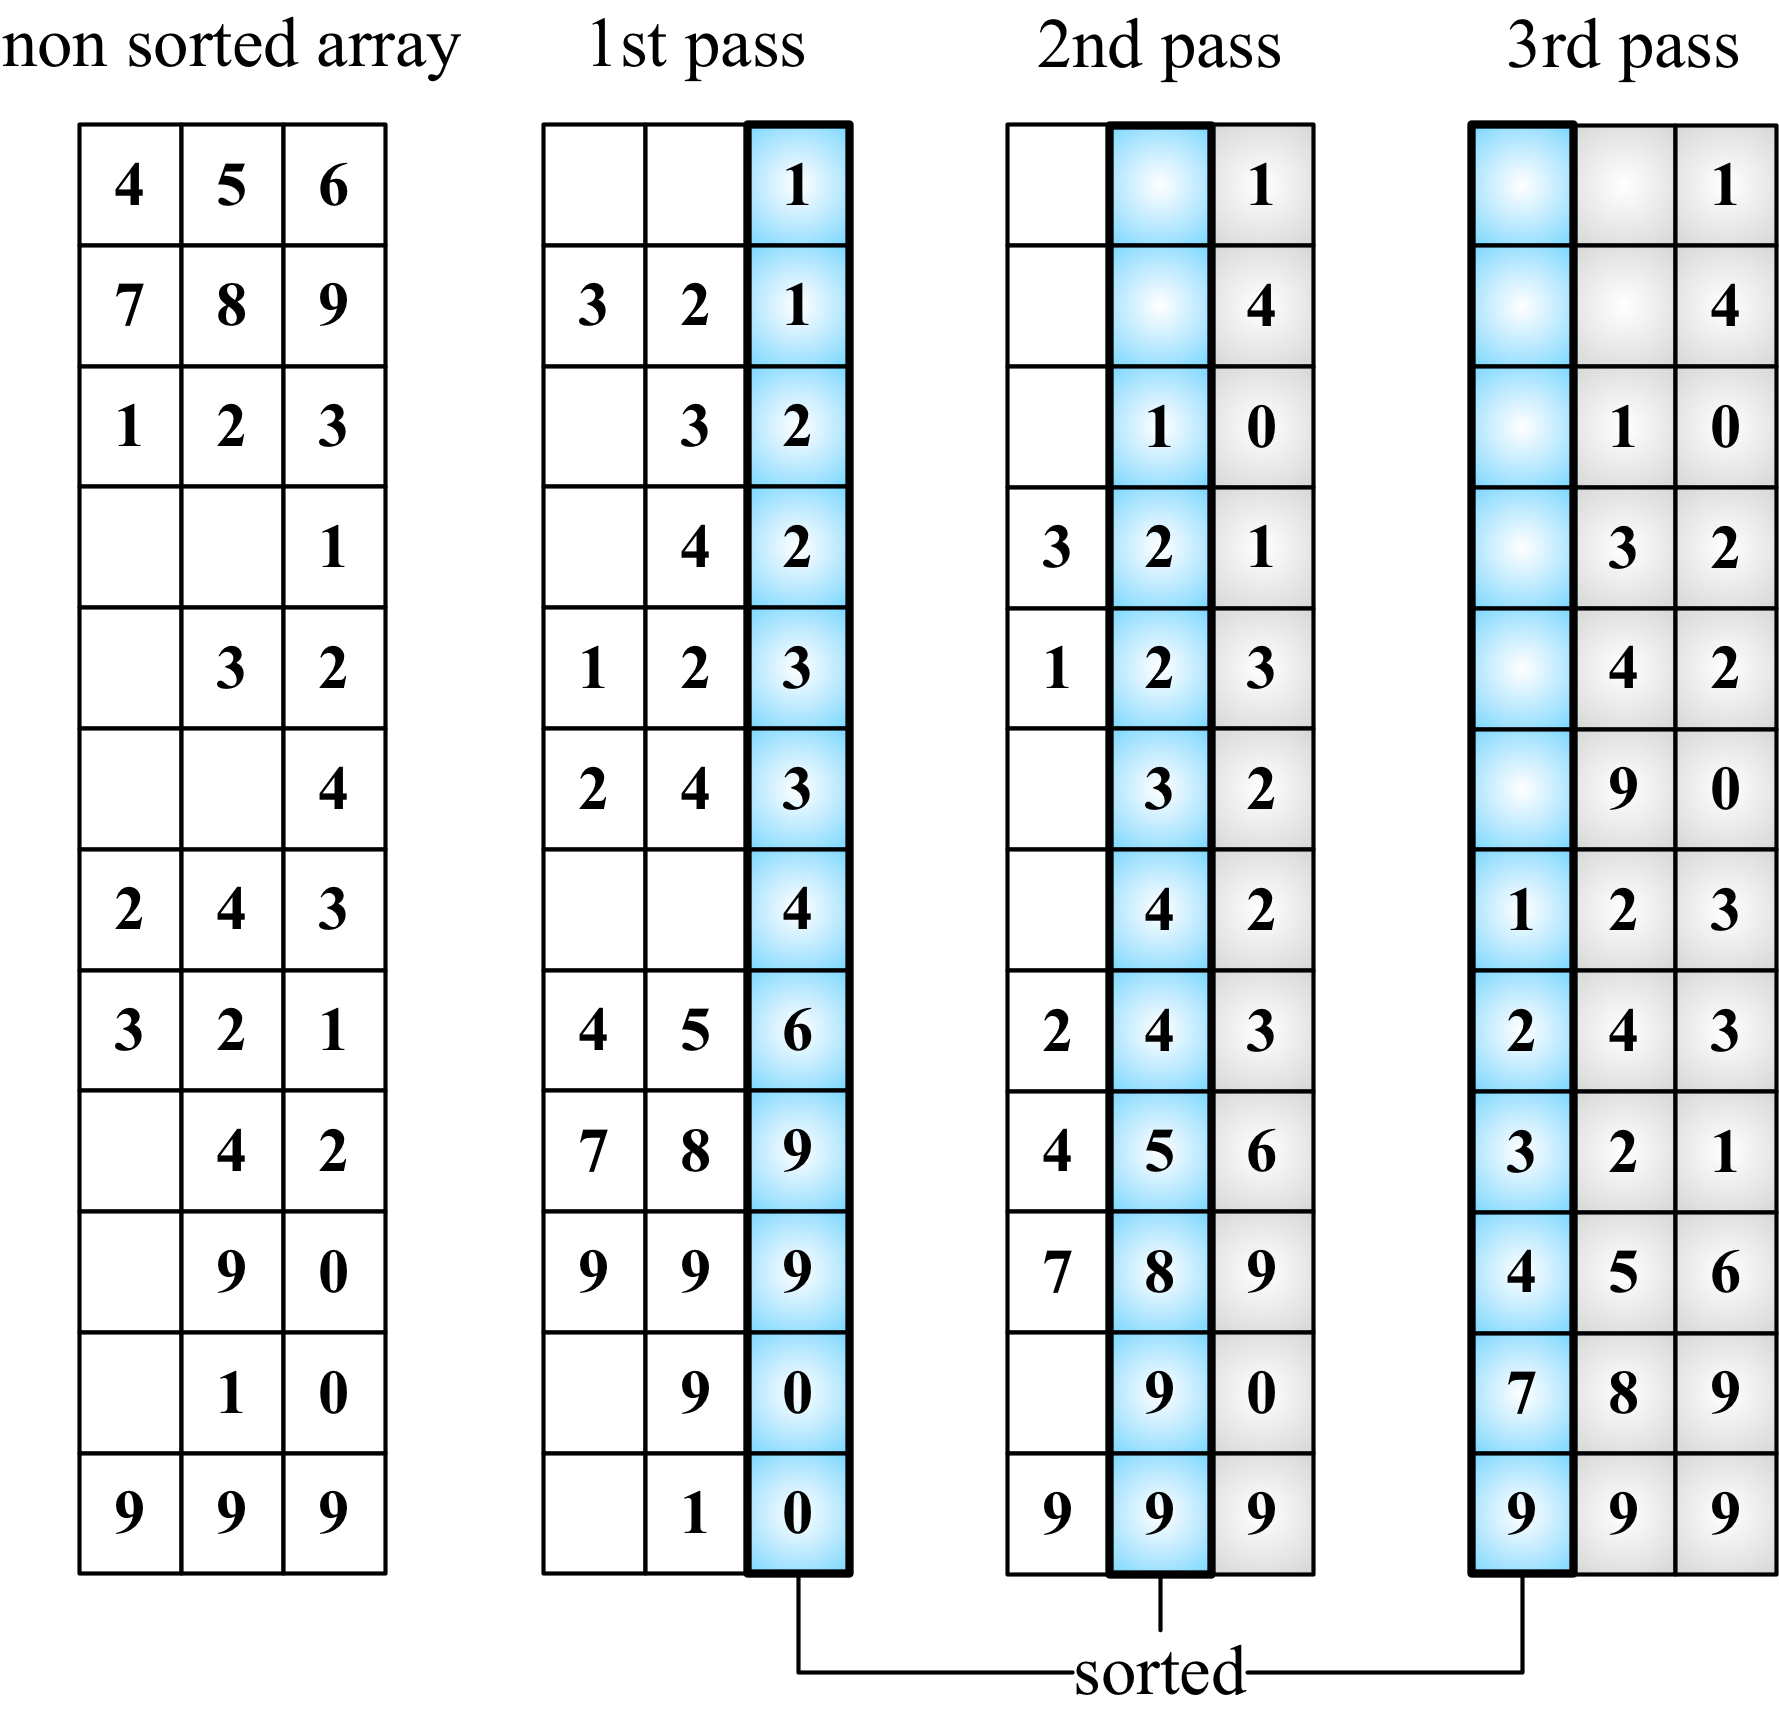 non sorted array 1st pass 2nd pass 3rd pass
4 5 6 1 1 1
7 8 9 3 2 1 4 4
1 2 3 3 2 1 0 1 0
1 4 2 3 2 1 3 2
3 2 1 2 3 1 2 3 4 2
4 2 4 3 3 2 9 0
2 4 3 4 4 2 1 2 3
3 2 1 4 5 6 2 4 3 2 4 3
4 2 7 8 9 4 5 6 3 2 1
9 0 9 9 9 7 8 9 4 5 6
1 0 9 0 9 0 7 8 9
9 9 9 1 0 9 9 9 9 9 9
sorted